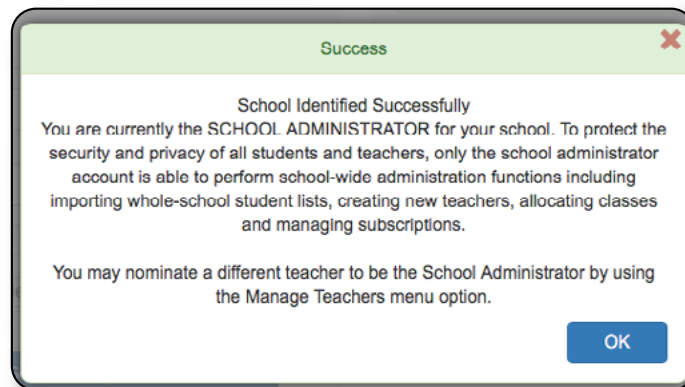 Success
School Identified Successfully
You are currently the SCHOOL ADMINISTRATOR for your school. To protect the
security and privacy of all students and teachers, only the school administrator
account is able to perform school-wide administration functions including
importing whole-school student lists, creating new teachers, allocating classes
and managing subscriptions.
You may nominate a different teacher to be the School Administrator by using
the Manage Teachers menu option.
OK